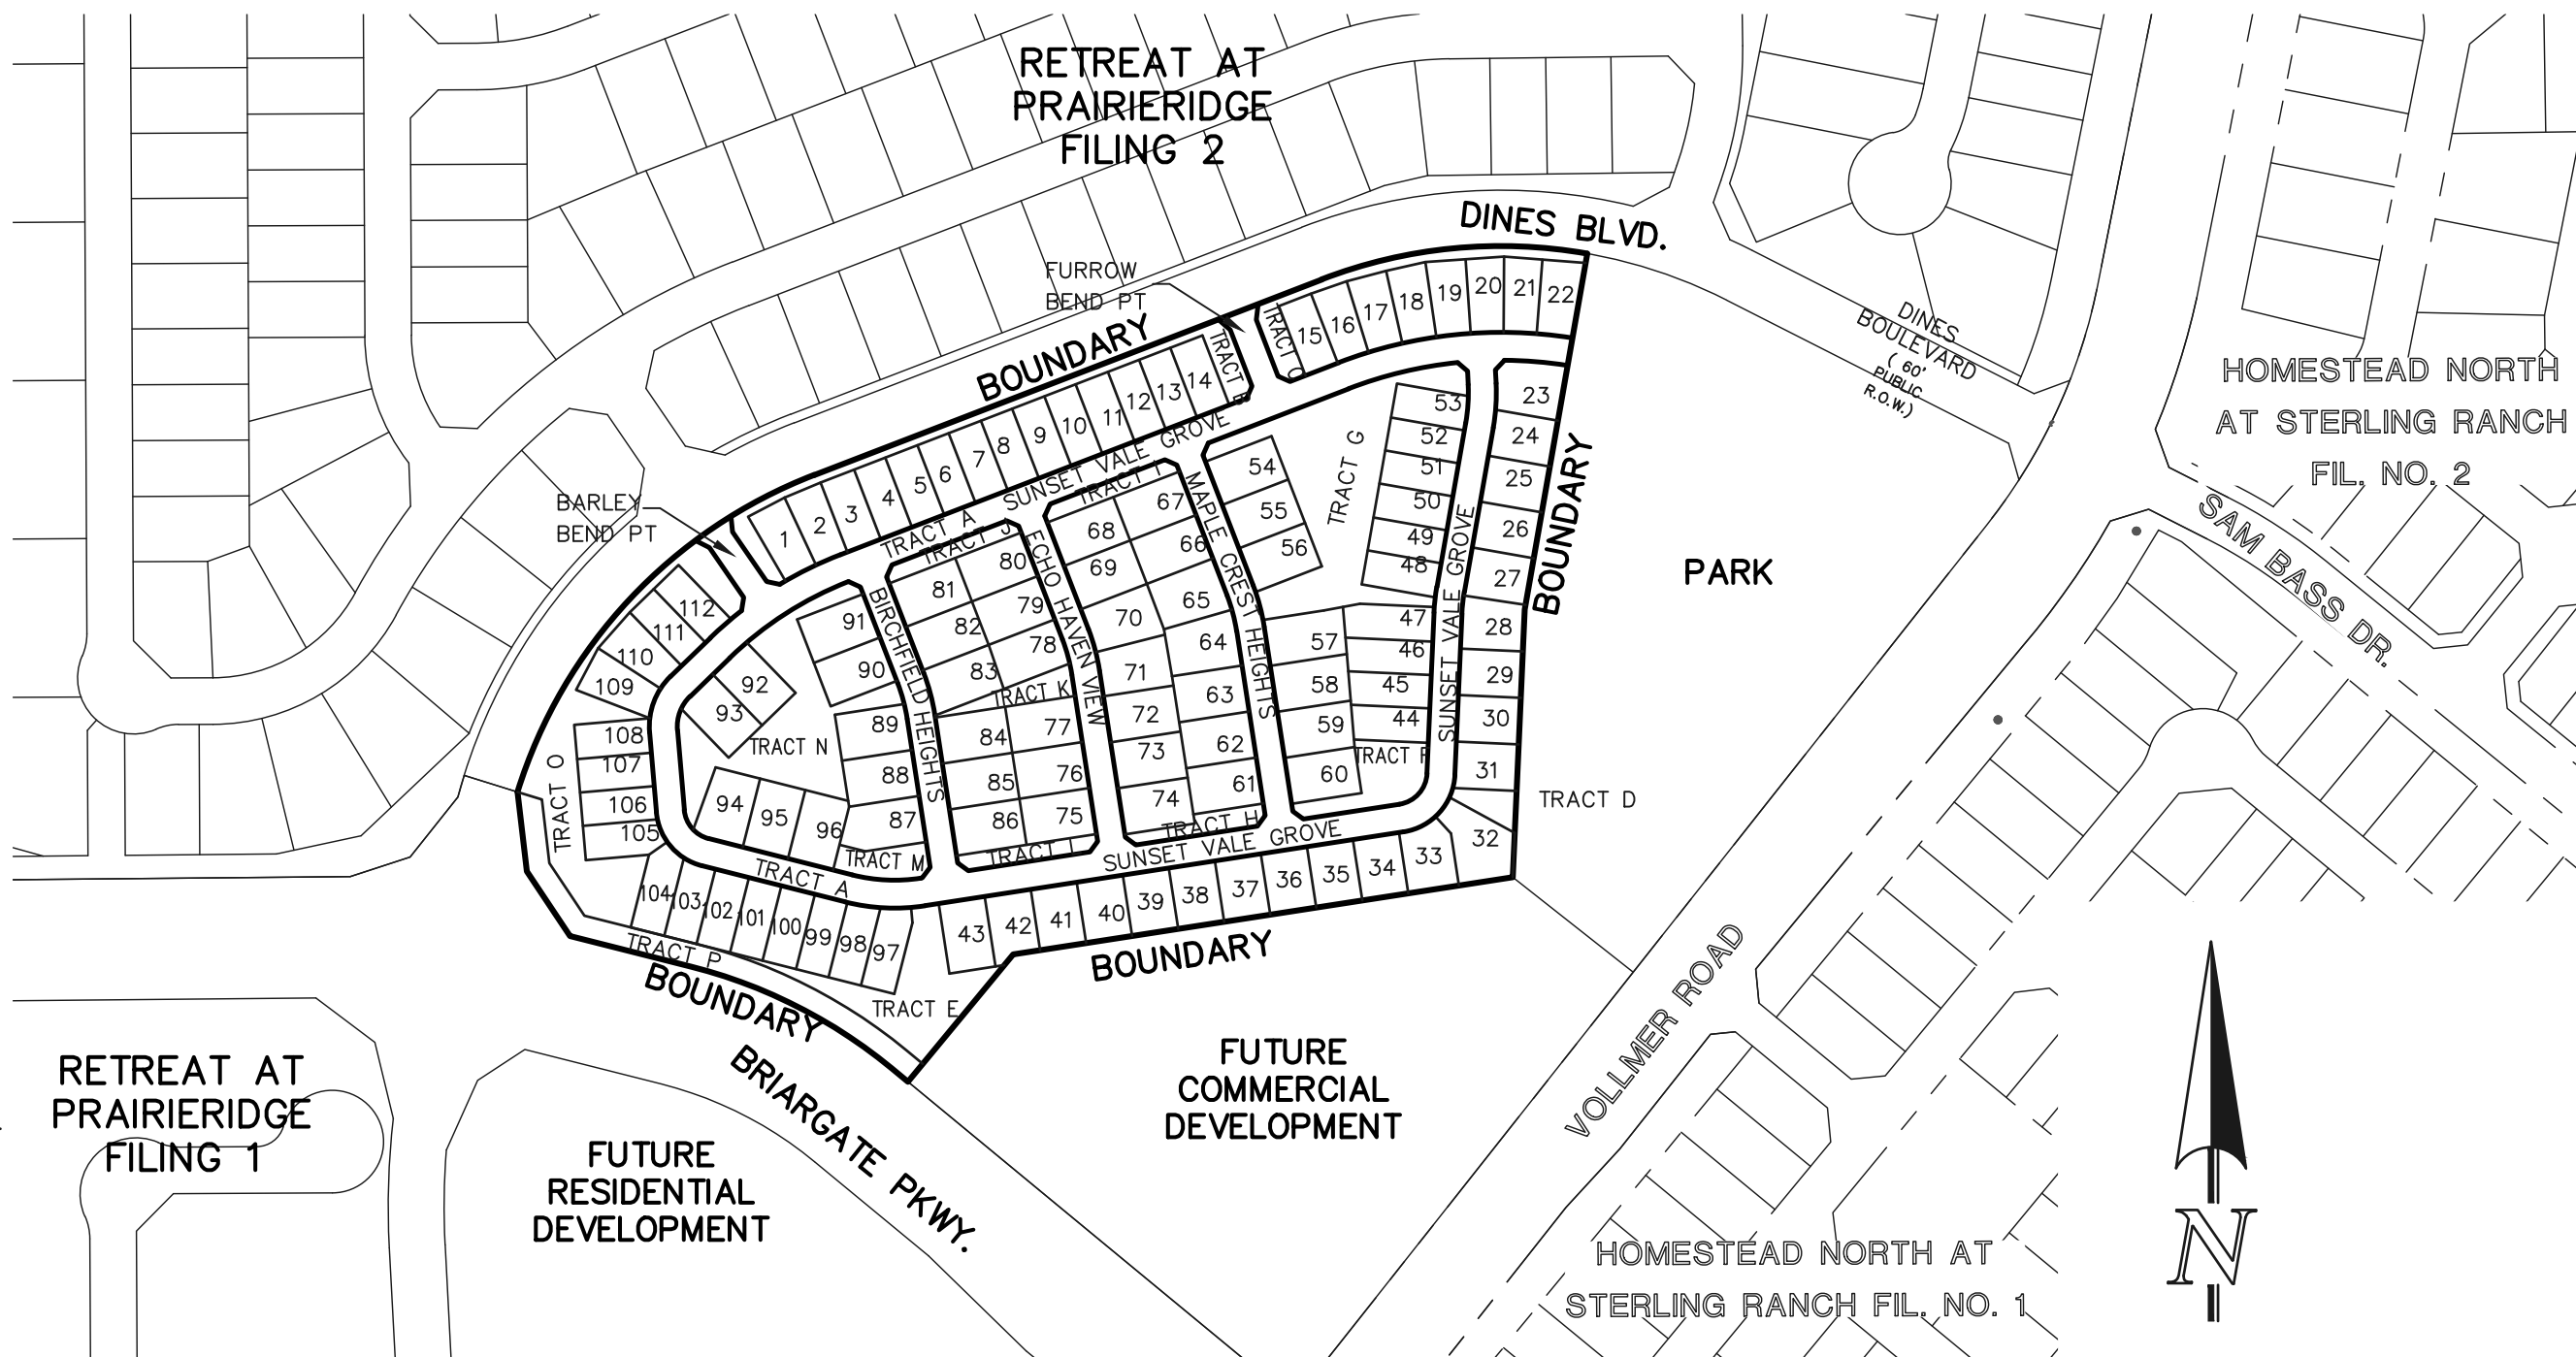 RETREAT AT
PRAIRIERIDGE
FILING 2
DINES BLVD.
FURROW
BEND PT
BOUNDARY
DINES
BOULEVARD
( 60'
PUBLIC
R.O.W.)
HOMESTEAD NORTH
AT STERLING RANCH
FIL. NO. 2
SAM BASS DR.
BARLEY
BEND PT
TRACT B
TRACT C
1
2
3
4
5
6
7
8
9
10
11
12
13
14
15
16
17
18
19
20
21
22
23
24
25
26
27
28
29
30
31
32
33
34
35
36
37
38
39
40
41
42
43
44
45
46
47
48
49
50
51
52
53
54
55
56
57
58
59
60
61
62
63
64
65
66
67
68
69
70
71
72
73
74
75
76
77
78
79
80
81
82
83
84
85
86
87
88
89
90
91
92
93
94
95
96
97
98
99
100
101
102
103
104
105
106
107
108
109
110
111
112
TRACT A
SUNSET VALE GROVE
TRACT J
TRACT I
TRACT G
BIRCHFIELD HEIGHTS
ECHO HAVEN VIEW
MAPLE CREST HEIGHTS
SUNSET VALE GROVE
SUNSET VALE GROVE
BOUNDARY
PARK
TRACT K
TRACT N
TRACT F
TRACT D
TRACT O
TRACT H
TRACT M
TRACT L
TRACT A
SUNSET VALE GROVE
TRACT P
TRACT E
BOUNDARY
BOUNDARY
BRIARGATE PKWY.
VOLLMER ROAD
RETREAT AT
PRAIRIERIDGE
FILING 1
FUTURE
RESIDENTIAL
DEVELOPMENT
FUTURE
COMMERCIAL
DEVELOPMENT
HOMESTEAD NORTH AT
STERLING RANCH FIL. NO. 1
N